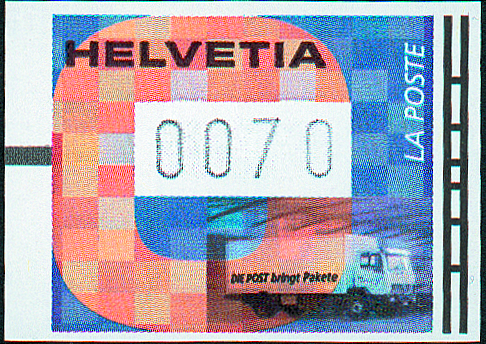 HELVETIA
LA POSTE
0070
DIE POST bringt Pakete